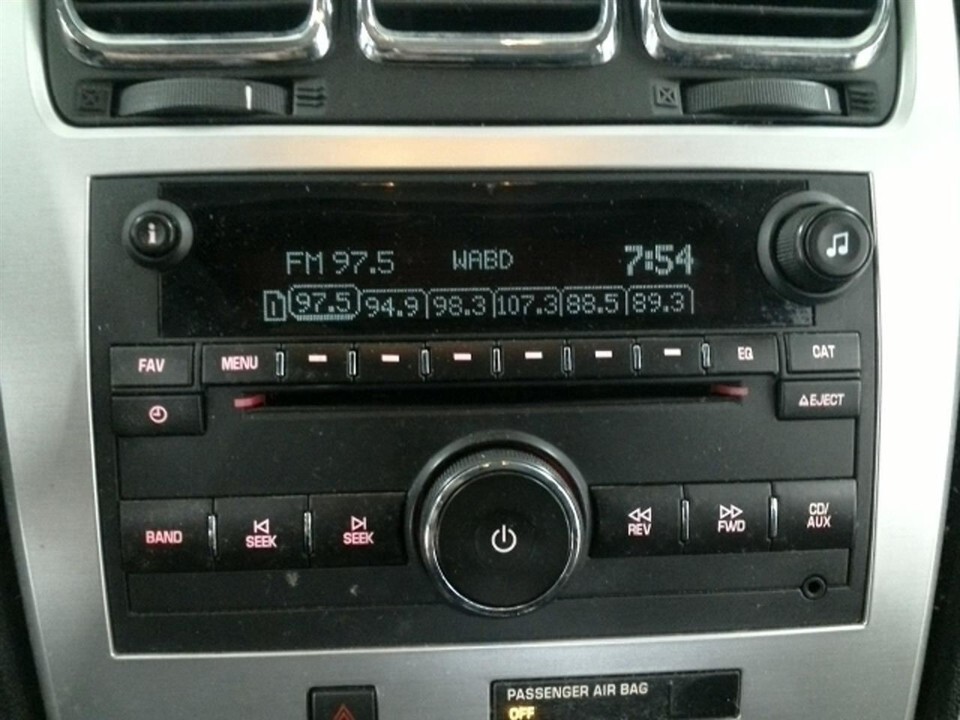 i
FM 97.5 WABD 7:54
1 97.5 94.9 98.3 107.3 88.5 89.3
FAV MENU EQ CAT
EJECT
BAND SEEK SEEK REV FWD CD/
AUX
PASSENGER AIR BAG
OFF